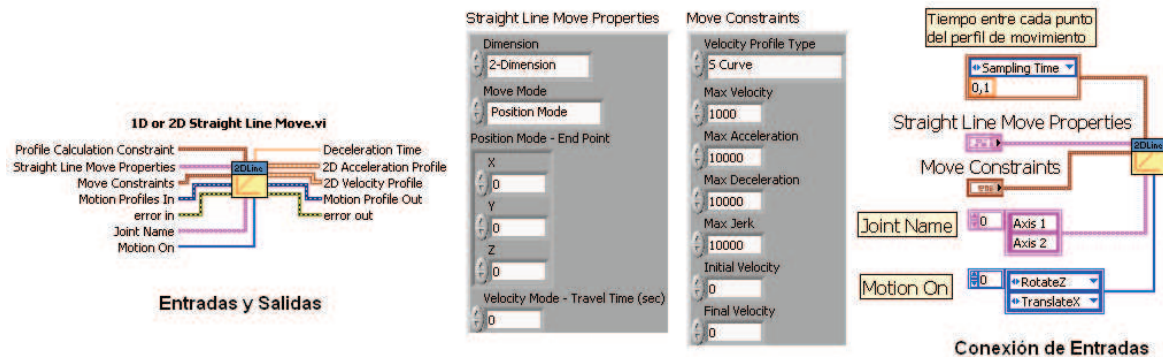 1D or 2D Straight Line Move.vi
Profile Calculation Constraint
Straight Line Move Properties
Move Constraints
Motion Profiles In
error in
Joint Name
Motion On
2DLine
Deceleration Time
2D Acceleration Profile
2D Velocity Profile
Motion Profile Out
error out
Entradas y Salidas
Straight Line Move Properties
Dimension
2-Dimension
Move Mode
Position Mode
Position Mode - End Point
X
0
Y
0
Z
0
Velocity Mode - Travel Time (sec)
0
Move Constraints
Velocity Profile Type
S Curve
Max Velocity
1000
Max Acceleration
10000
Max Deceleration
10000
Max Jerk
10000
Initial Velocity
0
Final Velocity
0
Tiempo entre cada punto
del perfil de movimiento
Sampling Time
0,1
Straight Line Move Properties
Move Constraints
2DLine
Joint Name
0
Axis 1
Axis 2
Motion On
0
RotateZ
TranslateX
Conexión de Entradas